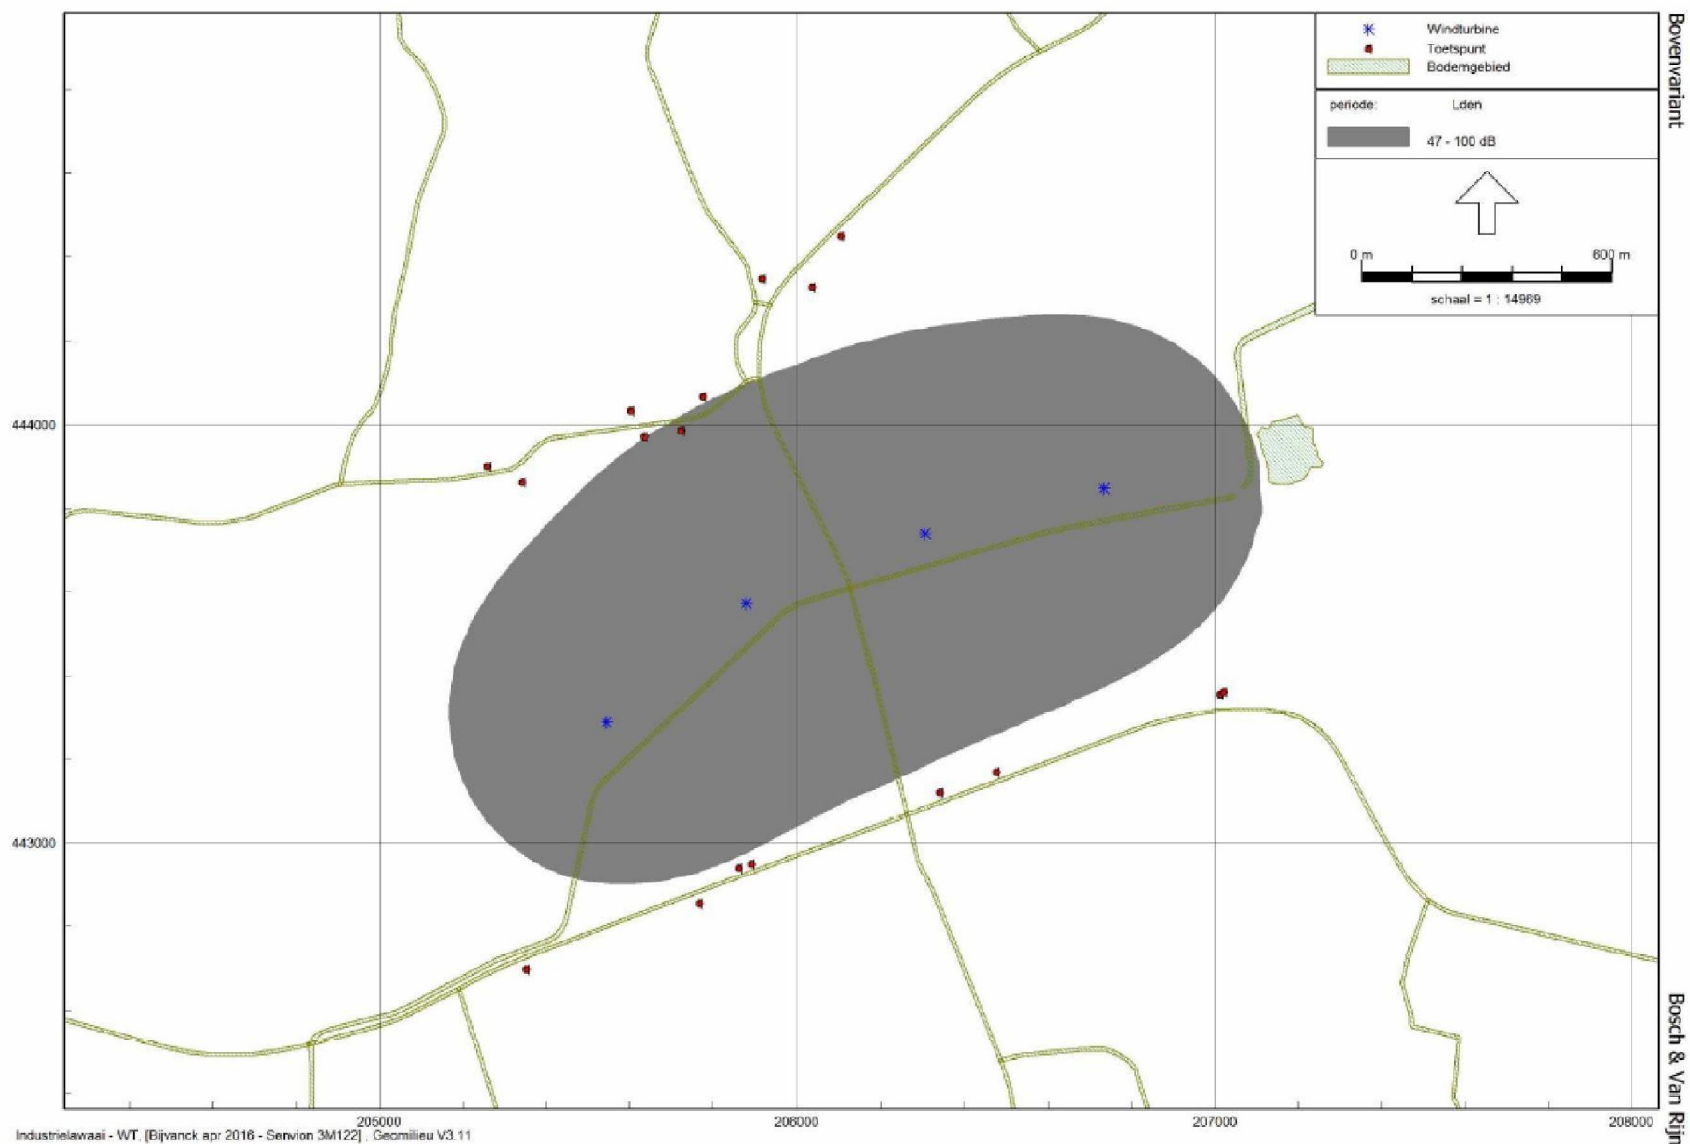 Bovenvariant
Windturbine
Toetspunt
Bodemgebied
periode: Lden
47 - 100 dB
0 m 600 m
schaal = 1 : 14969
444000
443000
205000 206000 207000 208000
Industrielawaai - WT, [Bijvanck apr 2016 - Senvion 3M122] , Geomilieu V3.11
Bosch & Van Rijn